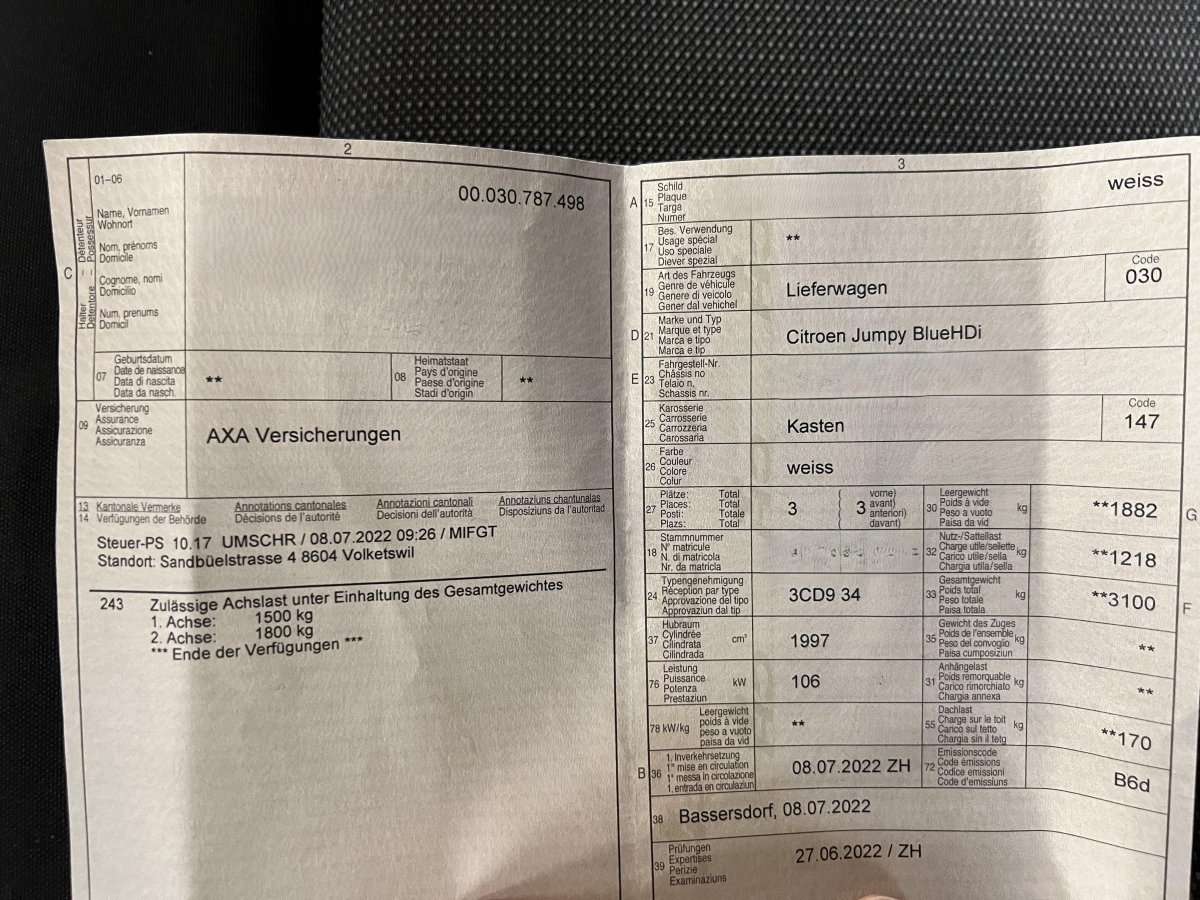 2
01-06
00.030.787.498
C
Halter – Détenteur
Detentore – Possessur
Name, Vornamen
Wohnort
Nom, prénoms
Domicile
Cognome, nomi
Domicilio
Num, prenums
Domicil
07
Geburtsdatum
Date de naissance
Data di nascita
Data da nasch.
**
08
Heimatstaat
Pays d'origine
Paese d'origine
Stadi d'origin
**
09
Versicherung
Assurance
Assicurazione
Assicuranza
AXA Versicherungen
13 Kantonale Vermerke Annotations cantonales Annotazioni cantonali Annotaziuns chantunalas
14 Verfügungen der Behörde Décisions de l'autorité Decisioni dell'autorità Disposiziuns da l'autoritad
Steuer-PS 10.17 UMSCHR / 08.07.2022 09:26 / MIFGT
Standort: Sandbüelstrasse 4 8604 Volketswil
243 Zulässige Achslast unter Einhaltung des Gesamtgewichtes
1. Achse: 1500 kg
2. Achse: 1800 kg
*** Ende der Verfügungen ***
3
A 15
Schild
Plaque
Targa
Numer
weiss
17
Bes. Verwendung
Usage spécial
Uso speciale
Diever spezial
**
19
Art des Fahrzeugs
Genre de véhicule
Genere di veicolo
Gener dal vehichel
Lieferwagen
Code
030
D 21
Marke und Typ
Marque et type
Marca e tipo
Marca e tip
Citroen Jumpy BlueHDi
E 23
Fahrgestell-Nr.
Châssis no
Telaio n.
Schassis nr.
25
Karosserie
Carrosserie
Carrozzeria
Carossaria
Kasten
Code
147
26
Farbe
Couleur
Colore
Colur
weiss
27
Plätze: Total
Places: Total
Posti: Totale
Plazs: Total
3
( 3 vorne)
( avant)
( anteriori)
( davant)
30
Leergewicht
Poids à vide
Peso a vuoto
Paisa da vid
kg
**1882
G
18
Stammnummer
N° matricule
N. di matricola
Nr. da matricla
32
Nutz-/Sattellast
Charge utile/sellette
Carico utile/sella
Chargia utila/sella
kg
**1218
24
Typengenehmigung
Réception par type
Approvazione del tipo
Approvaziun dal tip
3CD9 34
33
Gesamtgewicht
Poids total
Peso totale
Paisa totala
kg
**3100
F
37
Hubraum
Cylindrée
Cilindrata
Cilindrada
cm³
1997
35
Gewicht des Zuges
Poids de l'ensemble
Peso del convoglio
Paisa cumposiziun
kg
**
76
Leistung
Puissance
Potenza
Prestaziun
kW
106
31
Anhängelast
Poids remorquable
Carico rimorchiato
Chargia annexa
kg
**
78 kW/kg
Leergewicht
poids à vide
peso a vuoto
paisa da vid
**
55
Dachlast
Charge sur le toit
Carico sul tetto
Chargia sin il tetg
kg
**170
B 36
1. Inverkehrsetzung
1re mise en circulation
1a messa in circolazione
1. entrada en circulaziun
08.07.2022 ZH
72
Emissionscode
Code émissions
Codice emissioni
Code d'emissiuns
B6d
38
Bassersdorf, 08.07.2022
39
Prüfungen
Expertises
Perizie
Examinaziuns
27.06.2022 / ZH